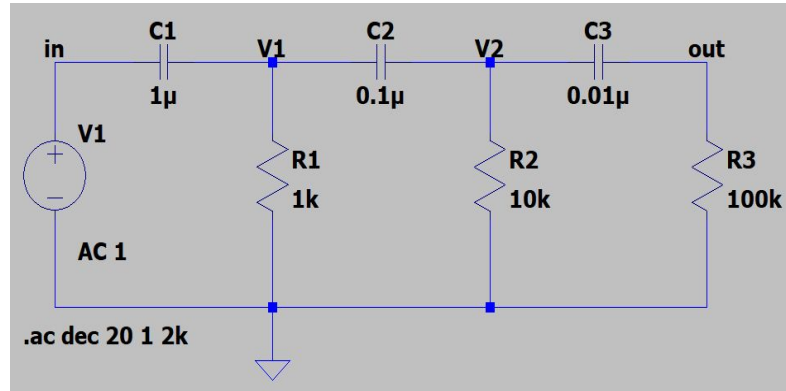 in
C1
V1
C2
V2
C3
out
1µ
0.1µ
0.01µ
V1
R1
R2
R3
1k
10k
100k
AC 1
.ac dec 20 1 2k